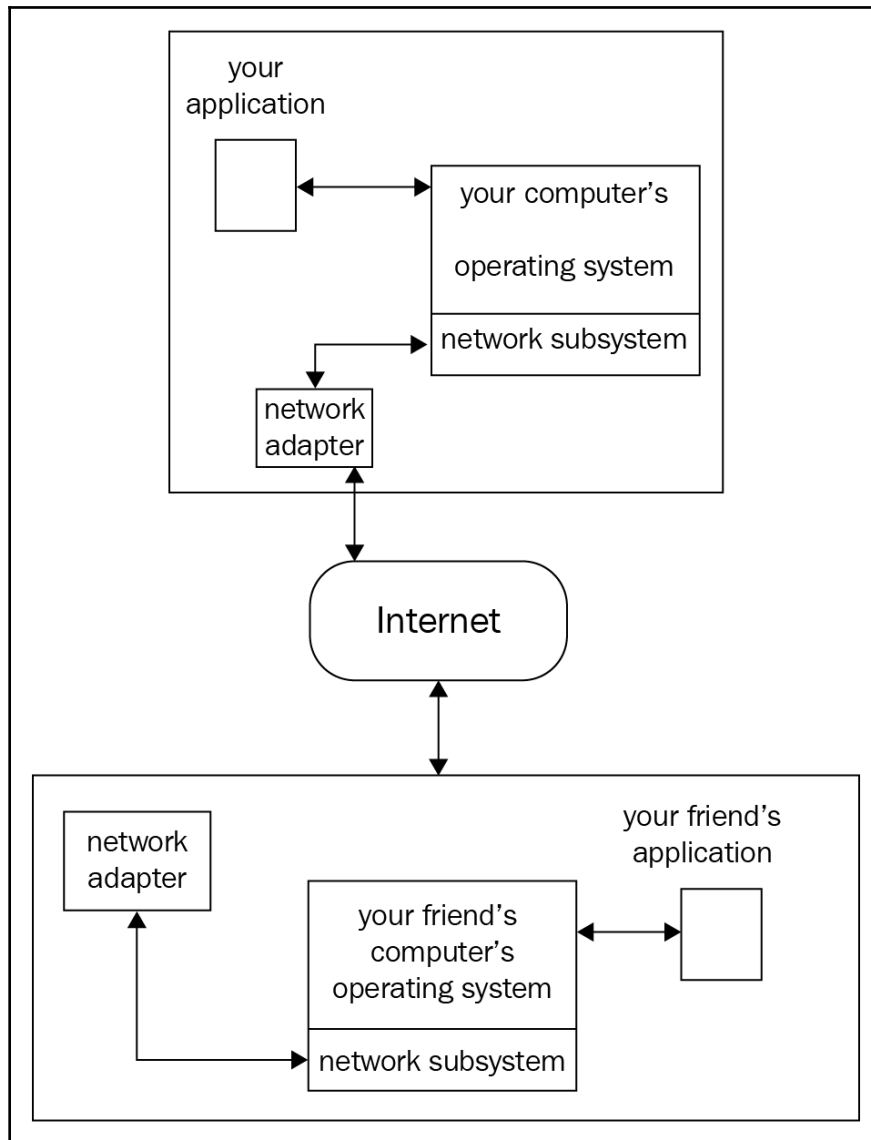 your
application
your computer’s
operating system
network subsystem
network
adapter
Internet
network
adapter
your friend’s
application
your friend’s
computer’s
operating system
network subsystem